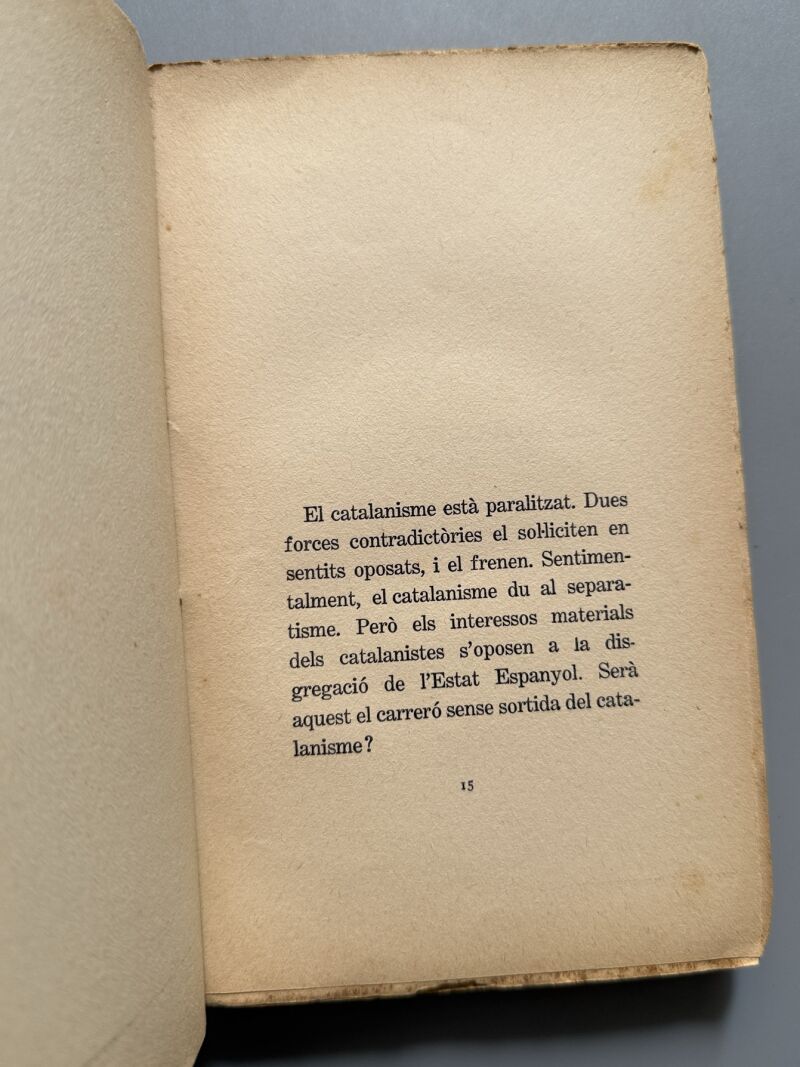 El catalanisme està paralitzat. Dues
forces contradictòries el sol·liciten en
sentits oposats, i el frenen. Sentimen-
talment, el catalanisme du al separa-
tisme. Però els interessos materials
dels catalanistes s'oposen a la dis-
gregació de l'Estat Espanyol. Serà
aquest el carreró sense sortida del cata-
lanisme?
15